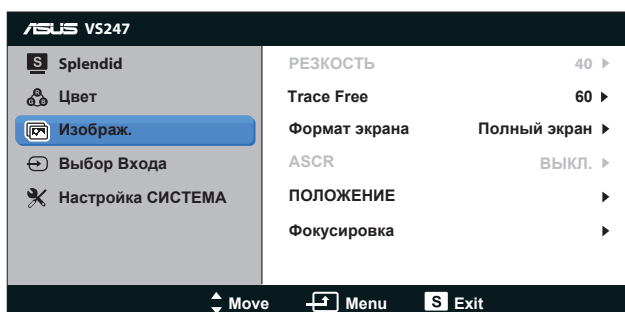 ASUS VS247
S Splendid
Цвет
Изображ.
Выбор Входа
Настройка СИСТЕМА
РЕЗКОСТЬ 40
Trace Free 60
Формат экрана Полный экран
ASCR ВЫКЛ.
ПОЛОЖЕНИЕ
Фокусировка
Move Menu S Exit